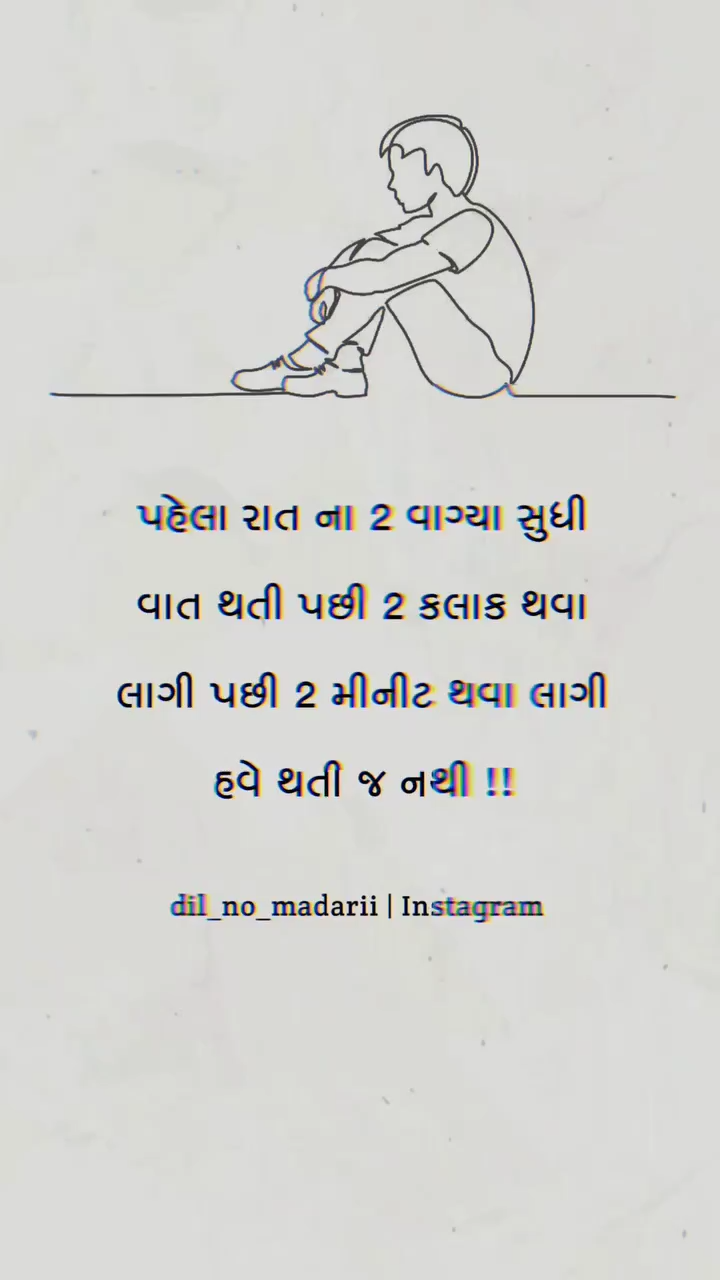 પહેલા રાત ના 2 વાગ્યા સુધી
વાત થતી પછી 2 કલાક થવા
લાગી પછી 2 મીનીટ થવા લાગી
હવે થતી જ નથી !!
dil_no_madarii | Instagram